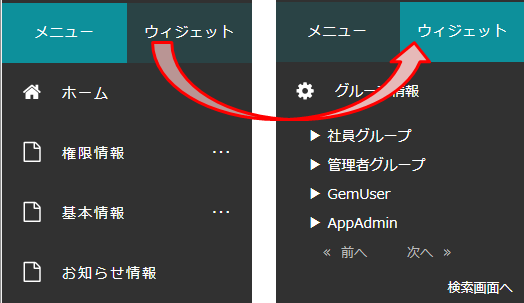 メニュー ウィジェット
ホーム
権限情報 …
基本情報 …
お知らせ情報
メニュー ウィジェット
グループ情報
▶ 社員グループ
▶ 管理者グループ
▶ GemUser
▶ AppAdmin
« 前へ 次へ »
検索画面へ